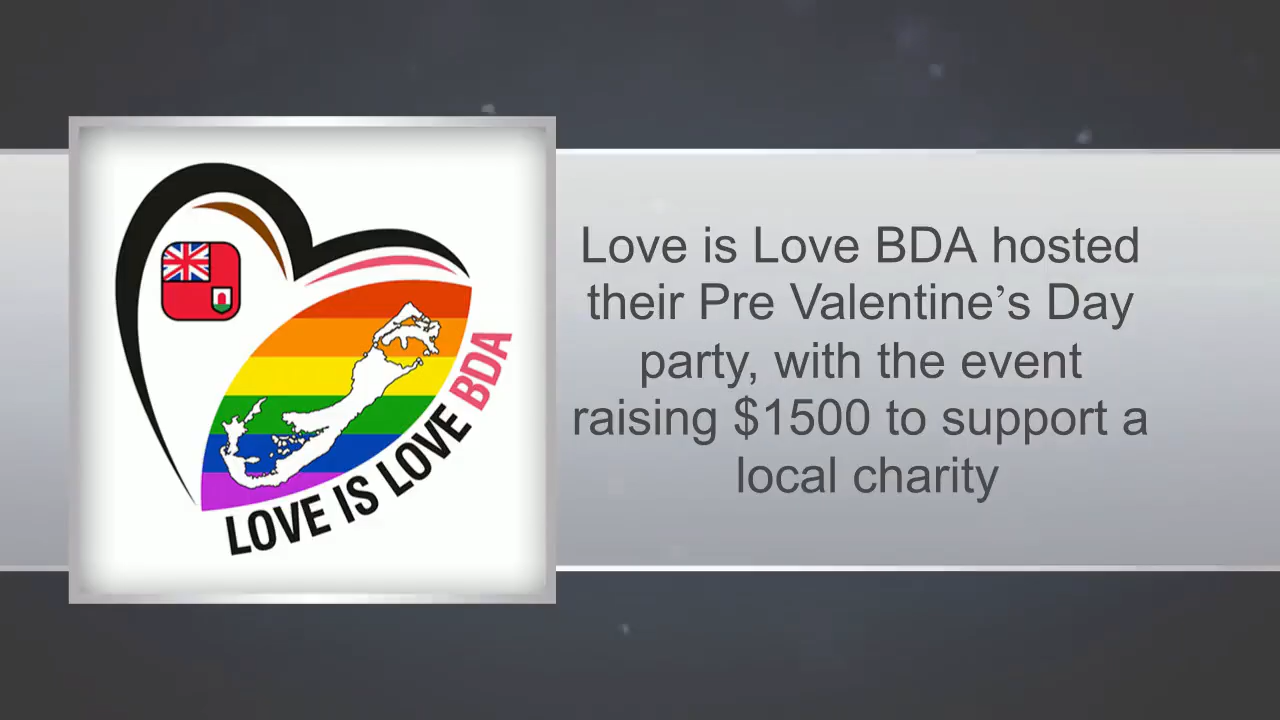 LOVE IS LOVE BDA
Love is Love BDA hosted
their Pre Valentine’s Day
party, with the event
raising $1500 to support a
local charity